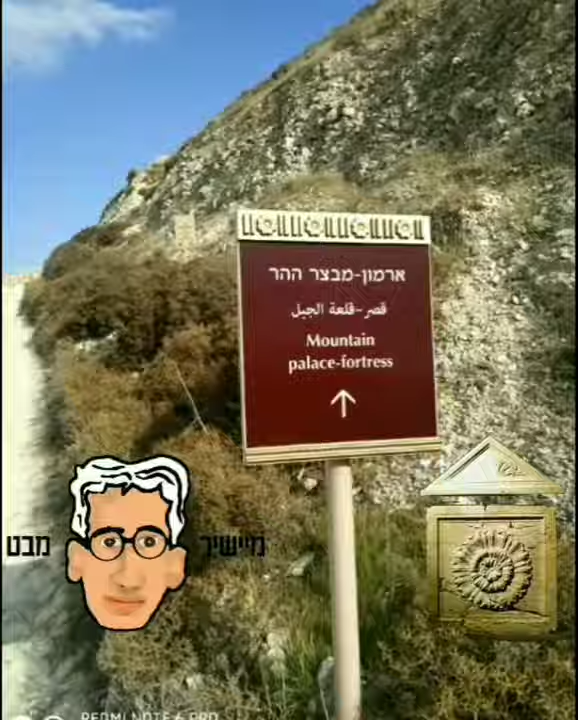 ארמון-מבצר ההר
قصر-قلعة الجبل
Mountain
palace-fortress
מיישיר מבט
REDMI NOTE 6 PRO